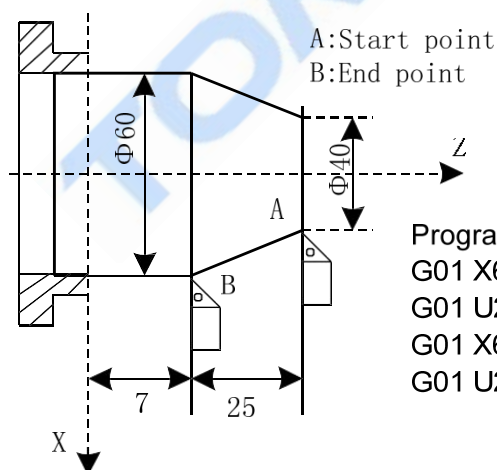 A:Start point
B:End point
Φ60
Φ40
Z
A
B
Progra
G01 X6
G01 U2
G01 X6
G01 U2
7
25
X